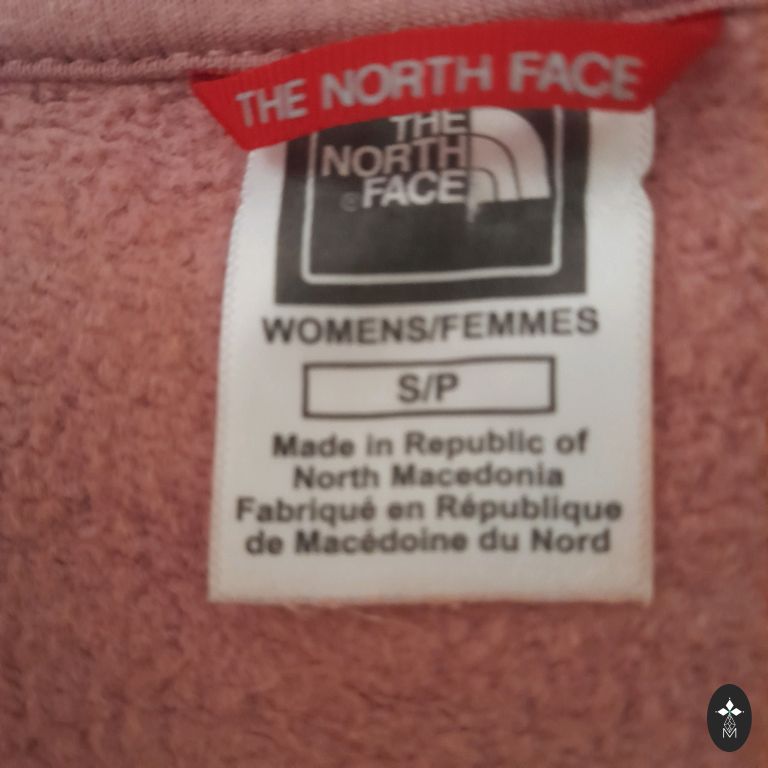 THE NORTH FACE
THE
NORTH
FACE
WOMENS/FEMMES
S/P
Made in Republic of
North Macedonia
Fabriqué en République
de Macédoine du Nord
M